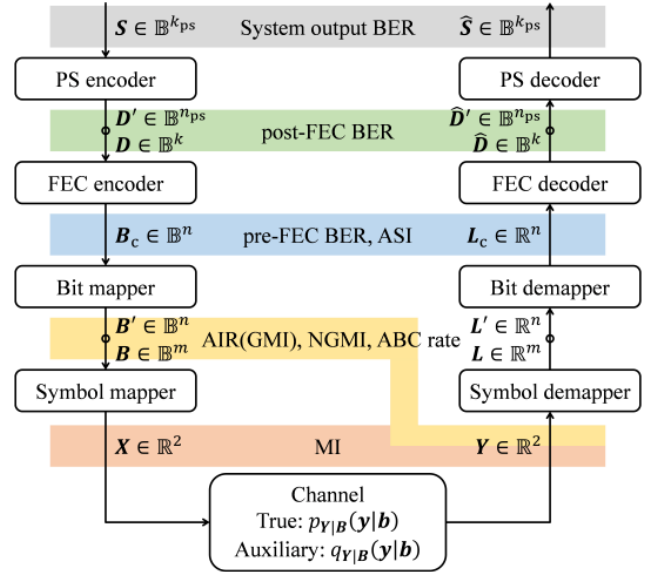 S ∈ 𝔹^{k_ps} System output BER Ŝ ∈ 𝔹^{k_ps}
PS encoder PS decoder
D′ ∈ 𝔹^{n_ps} post-FEC BER D̂′ ∈ 𝔹^{n_ps}
D ∈ 𝔹^k D̂ ∈ 𝔹^k
FEC encoder FEC decoder
B_c ∈ 𝔹^n pre-FEC BER, ASI L_c ∈ ℝ^n
Bit mapper Bit demapper
B′ ∈ 𝔹^n AIR(GMI), NGMI, ABC rate L′ ∈ ℝ^n
B ∈ 𝔹^m L ∈ ℝ^m
Symbol mapper Symbol demapper
X ∈ ℝ² MI Y ∈ ℝ²
Channel
True: p_{Y|B}(y|b)
Auxiliary: q_{Y|B}(y|b)